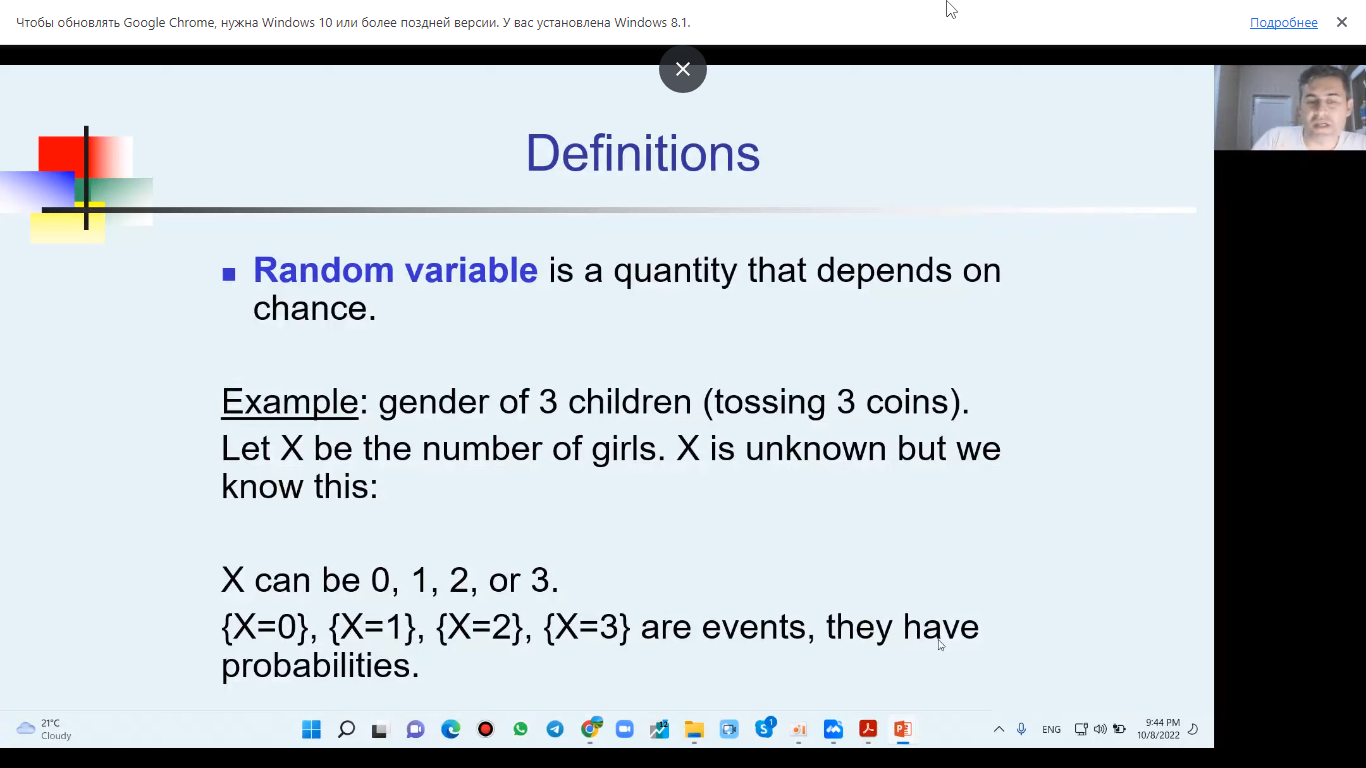 Чтобы обновлять Google Chrome, нужна Windows 10 или более поздней версии. У вас установлена Windows 8.1.
Подробнее
Definitions
Random variable is a quantity that depends on
chance.
Example: gender of 3 children (tossing 3 coins).
Let X be the number of girls. X is unknown but we
know this:
X can be 0, 1, 2, or 3.
{X=0}, {X=1}, {X=2}, {X=3} are events, they have
probabilities.
21°C
Cloudy
ENG
9:44 PM
10/8/2022